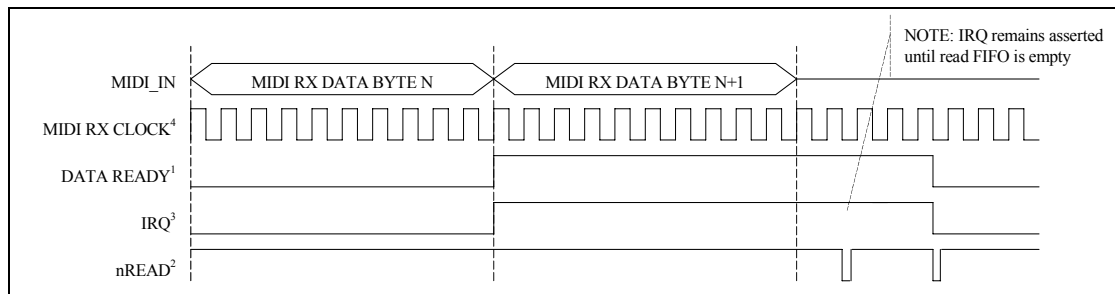 NOTE: IRQ remains asserted
until read FIFO is empty
MIDI_IN
MIDI RX DATA BYTE N
MIDI RX DATA BYTE N+1
MIDI RX CLOCK⁴
DATA READY¹
IRQ³
nREAD²